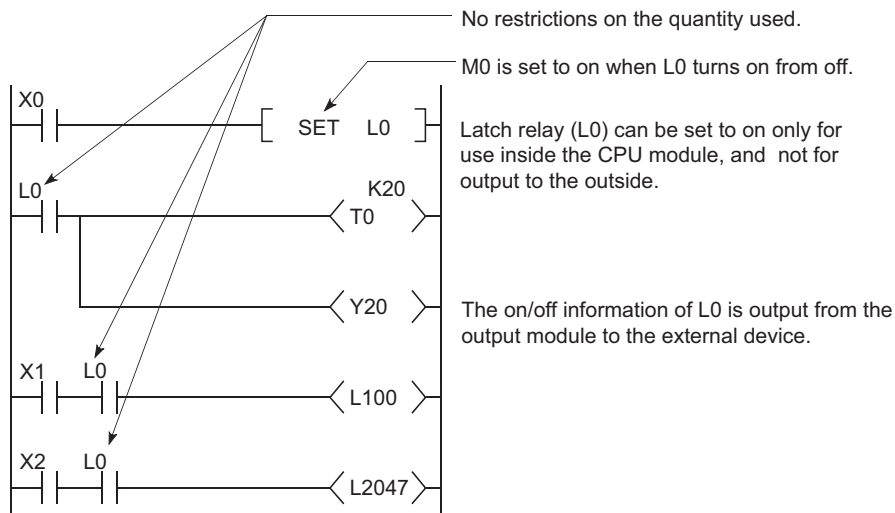 No restrictions on the quantity used.
M0 is set to on when L0 turns on from off.
X0
SET L0
Latch relay (L0) can be set to on only for
use inside the CPU module, and not for
output to the outside.
L0
K20
T0
Y20
The on/off information of L0 is output from the
output module to the external device.
X1 L0
L100
X2 L0
L2047